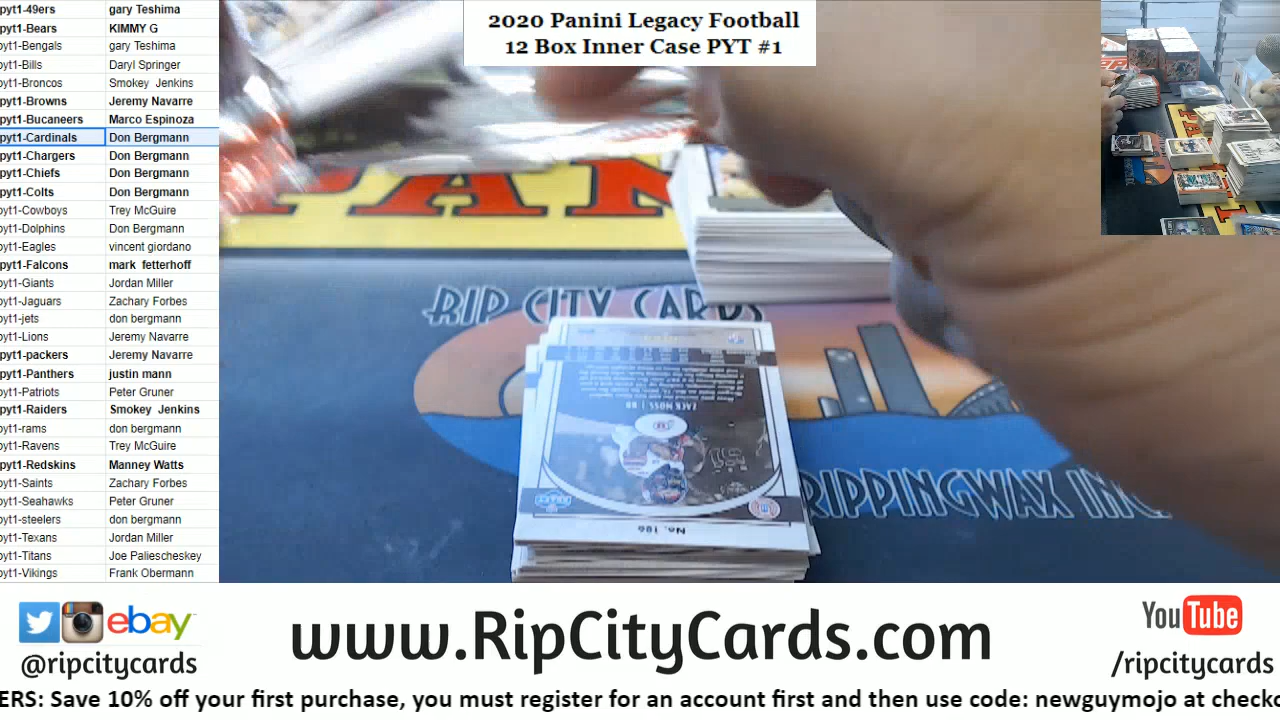 pyt1-49ers gary Teshima
pyt1-Bears KIMMY G
pyt1-Bengals gary Teshima
pyt1-Bills Daryl Springer
pyt1-Broncos Smokey Jenkins
pyt1-Browns Jeremy Navarre
pyt1-Bucaneers Marco Espinoza
pyt1-Cardinals Don Bergmann
pyt1-Chargers Don Bergmann
pyt1-Chiefs Don Bergmann
pyt1-Colts Don Bergmann
pyt1-Cowboys Trey McGuire
pyt1-Dolphins Don Bergmann
pyt1-Eagles vincent giordano
pyt1-Falcons mark fetterhoff
pyt1-Giants Jordan Miller
pyt1-Jaguars Zachary Forbes
pyt1-jets don bergmann
pyt1-Lions Jeremy Navarre
pyt1-packers Jeremy Navarre
pyt1-Panthers justin mann
pyt1-Patriots Peter Gruner
pyt1-Raiders Smokey Jenkins
pyt1-rams don bergmann
pyt1-Ravens Trey McGuire
pyt1-Redskins Manney Watts
pyt1-Saints Zachary Forbes
pyt1-Seahawks Peter Gruner
pyt1-steelers don bergmann
pyt1-Texans Jordan Miller
pyt1-Titans Joe Paliescheskey
pyt1-Vikings Frank Obermann
2020 Panini Legacy Football
12 Box Inner Case PYT #1
PAN
RIP CITY CARDS
ZACK MOSS | RB
No. 186
RIPPINGWAX INC
ebay
@ripcitycards
www.RipCityCards.com
YouTube
/ripcitycards
ERS: Save 10% off your first purchase, you must register for an account first and then use code: newguymojo at checko